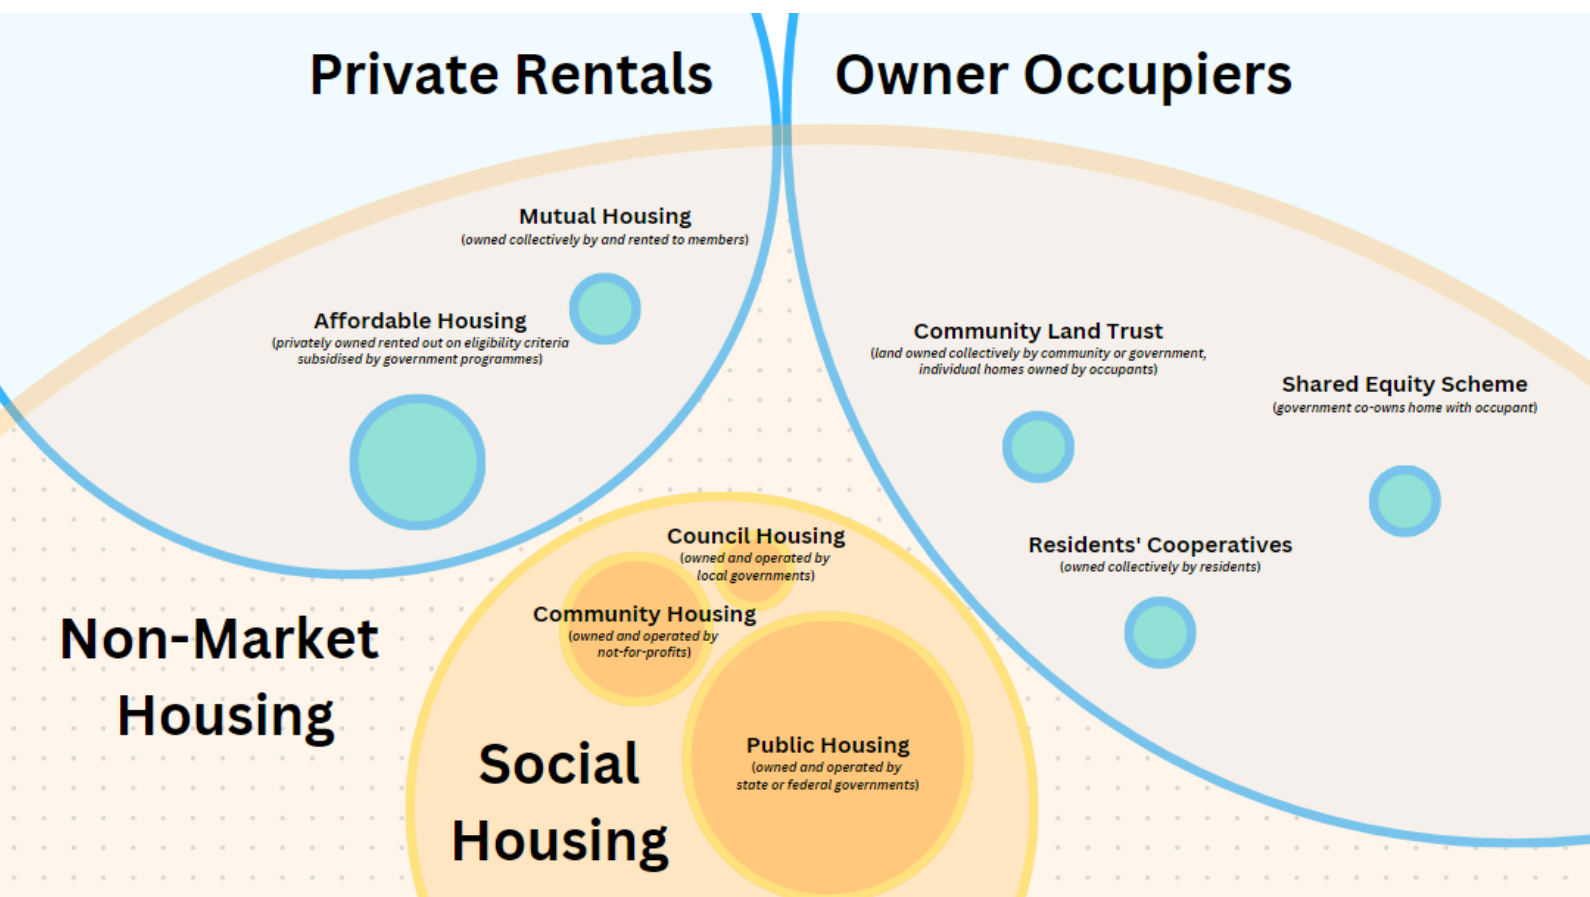 Private Rentals
Owner Occupiers
Mutual Housing
(owned collectively by and rented to members)
Affordable Housing
(privately owned rented out on eligibility criteria
subsidised by government programmes)
Community Land Trust
(land owned collectively by community or government,
individual homes owned by occupants)
Shared Equity Scheme
(government co-owns home with occupant)
Residents' Cooperatives
(owned collectively by residents)
Non-Market
Housing
Council Housing
(owned and operated by
local governments)
Community Housing
(owned and operated by
not-for-profits)
Social
Housing
Public Housing
(owned and operated by
state or federal governments)